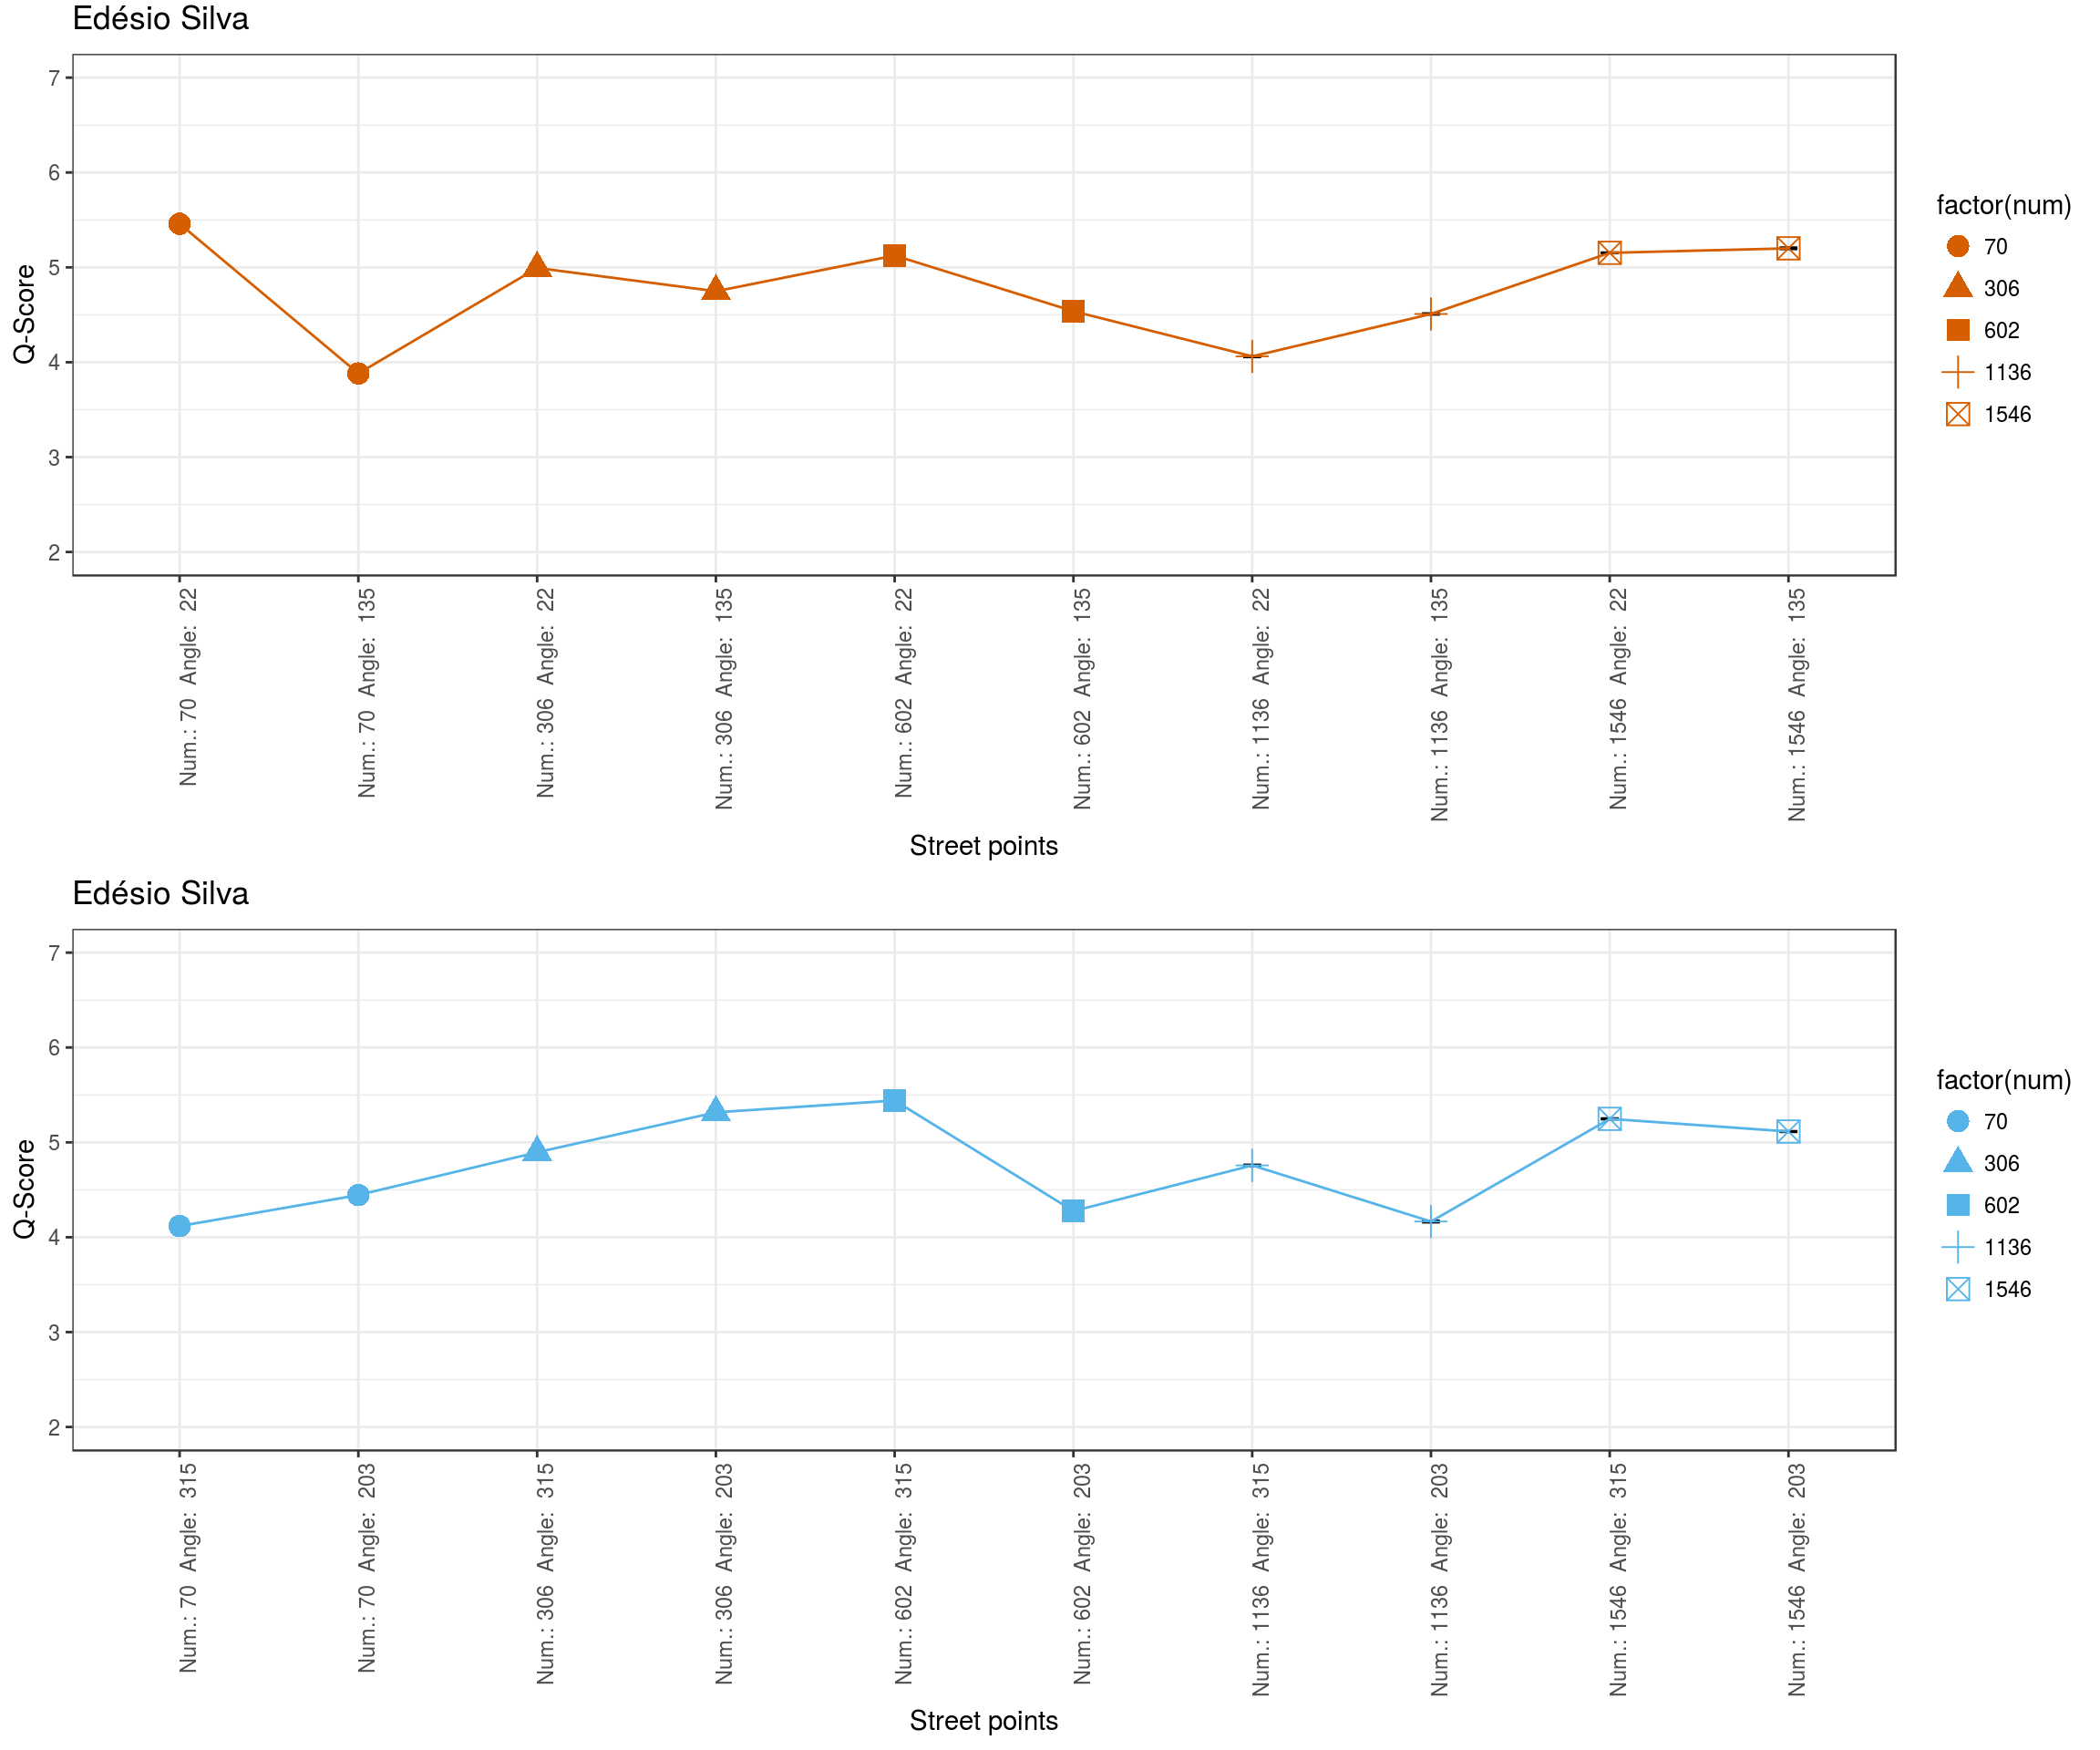 Edésio Silva
7
6
5
4
3
2
Q-Score
Num.: 70 Angle: 22
Num.: 70 Angle: 135
Num.: 306 Angle: 22
Num.: 306 Angle: 135
Num.: 602 Angle: 22
Num.: 602 Angle: 135
Num.: 1136 Angle: 22
Num.: 1136 Angle: 135
Num.: 1546 Angle: 22
Num.: 1546 Angle: 135
Street points
factor(num)
70
306
602
1136
1546
Edésio Silva
7
6
5
4
3
2
Q-Score
Num.: 70 Angle: 315
Num.: 70 Angle: 203
Num.: 306 Angle: 315
Num.: 306 Angle: 203
Num.: 602 Angle: 315
Num.: 602 Angle: 203
Num.: 1136 Angle: 315
Num.: 1136 Angle: 203
Num.: 1546 Angle: 315
Num.: 1546 Angle: 203
Street points
factor(num)
70
306
602
1136
1546